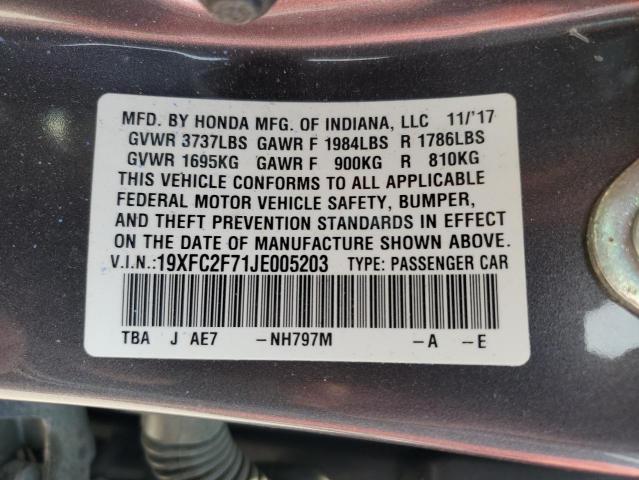 MFD. BY HONDA MFG. OF INDIANA, LLC 11/'17
GVWR 3737LBS GAWR F 1984LBS R 1786LBS
GVWR 1695KG GAWR F 900KG R 810KG
THIS VEHICLE CONFORMS TO ALL APPLICABLE
FEDERAL MOTOR VEHICLE SAFETY, BUMPER,
AND THEFT PREVENTION STANDARDS IN EFFECT
ON THE DATE OF MANUFACTURE SHOWN ABOVE.
V.I.N.:19XFC2F71JE005203 TYPE: PASSENGER CAR
TBA J AE7 -NH797M -A -E